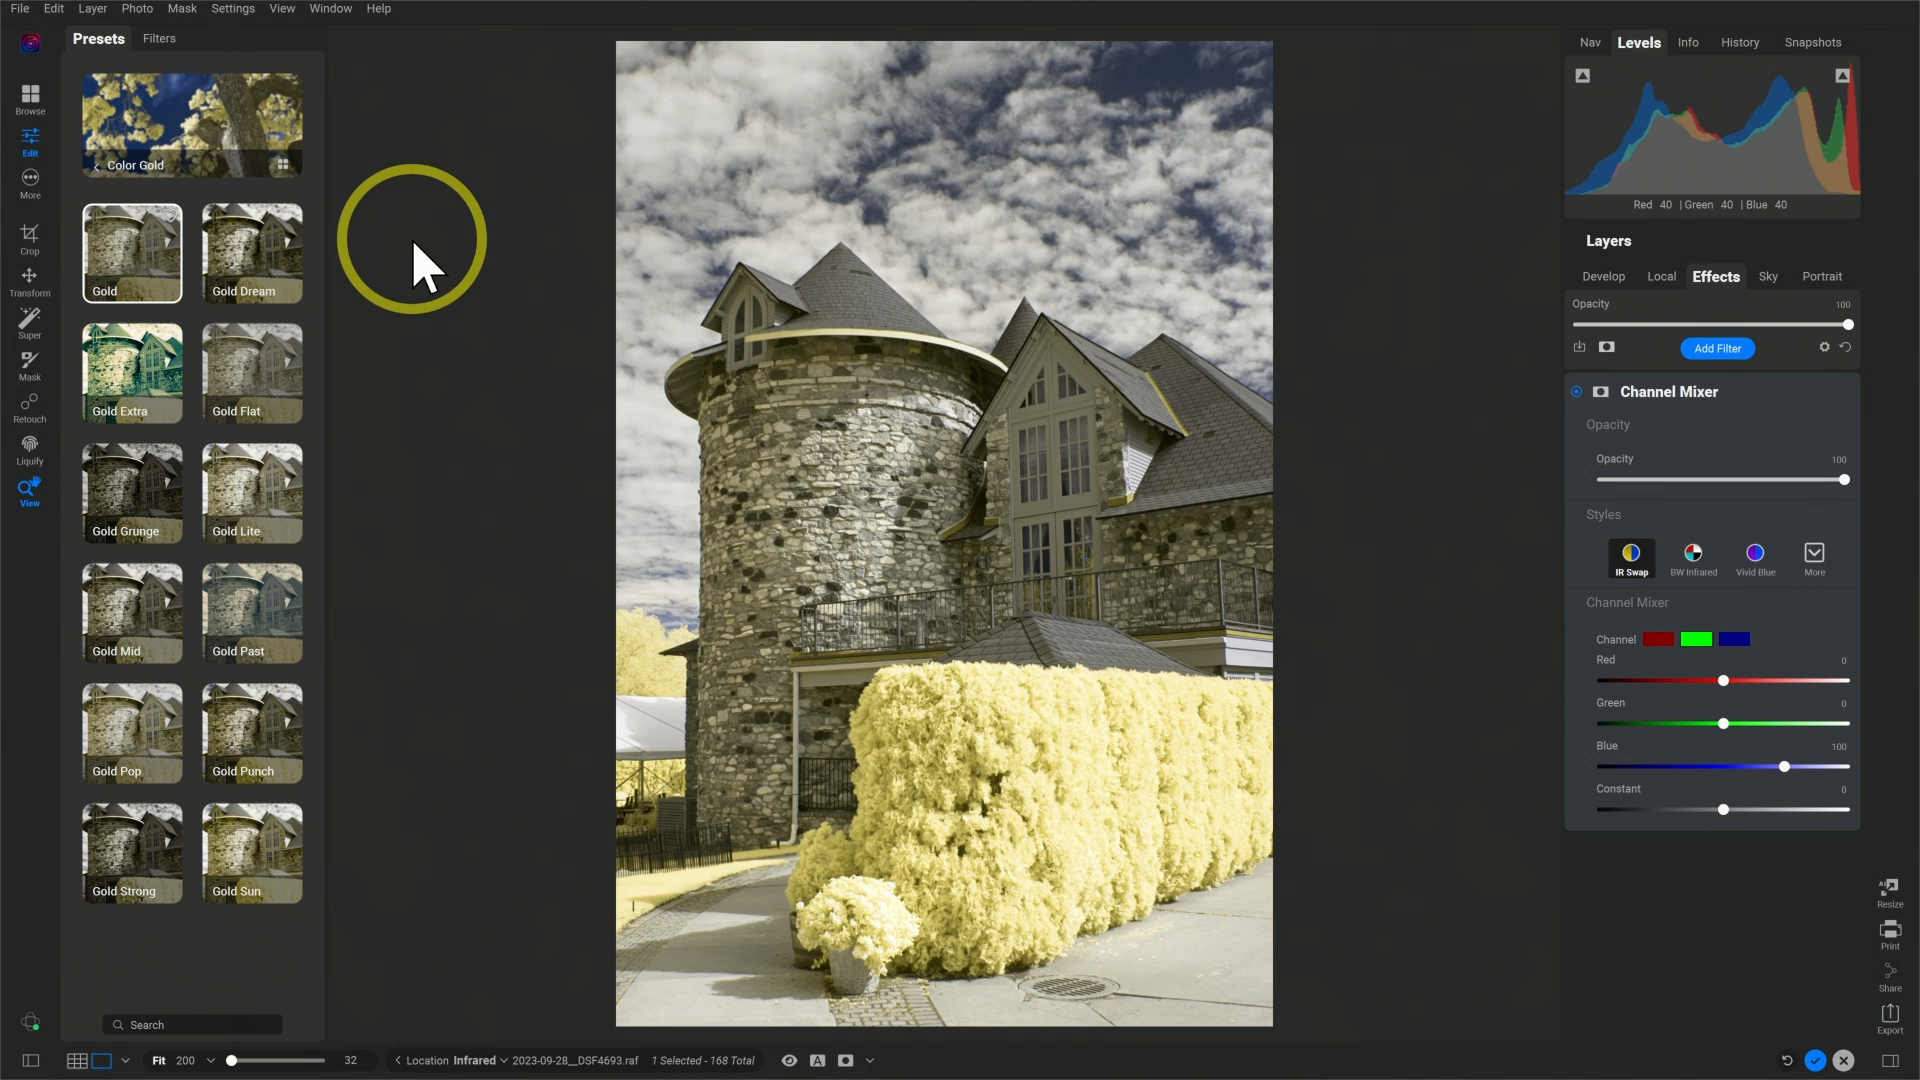 File Edit Layer Photo Mask Settings View Window Help
Presets Filters
Browse
Edit
More
Crop
Transform
Super
Mask
Retouch
Liquify
View
Color Gold
Gold Gold Dream
Gold Extra Gold Flat
Gold Grunge Gold Lite
Gold Mid Gold Past
Gold Pop Gold Punch
Gold Strong Gold Sun
Search
Nav Levels Info History Snapshots
Red 40 | Green 40 | Blue 40
Layers
Develop Local Effects Sky Portrait
Opacity 100
Add Filter
Channel Mixer
Opacity
Opacity 100
Styles
IR Swap BW Infrared Vivid Blue More
Channel Mixer
Channel
Red 0
Green 0
Blue 100
Constant 0
AI
Resize
Print
Share
Export
Fit 200 32 Location Infrared 2023-09-28__DSF4693.raf 1 Selected - 168 Total A